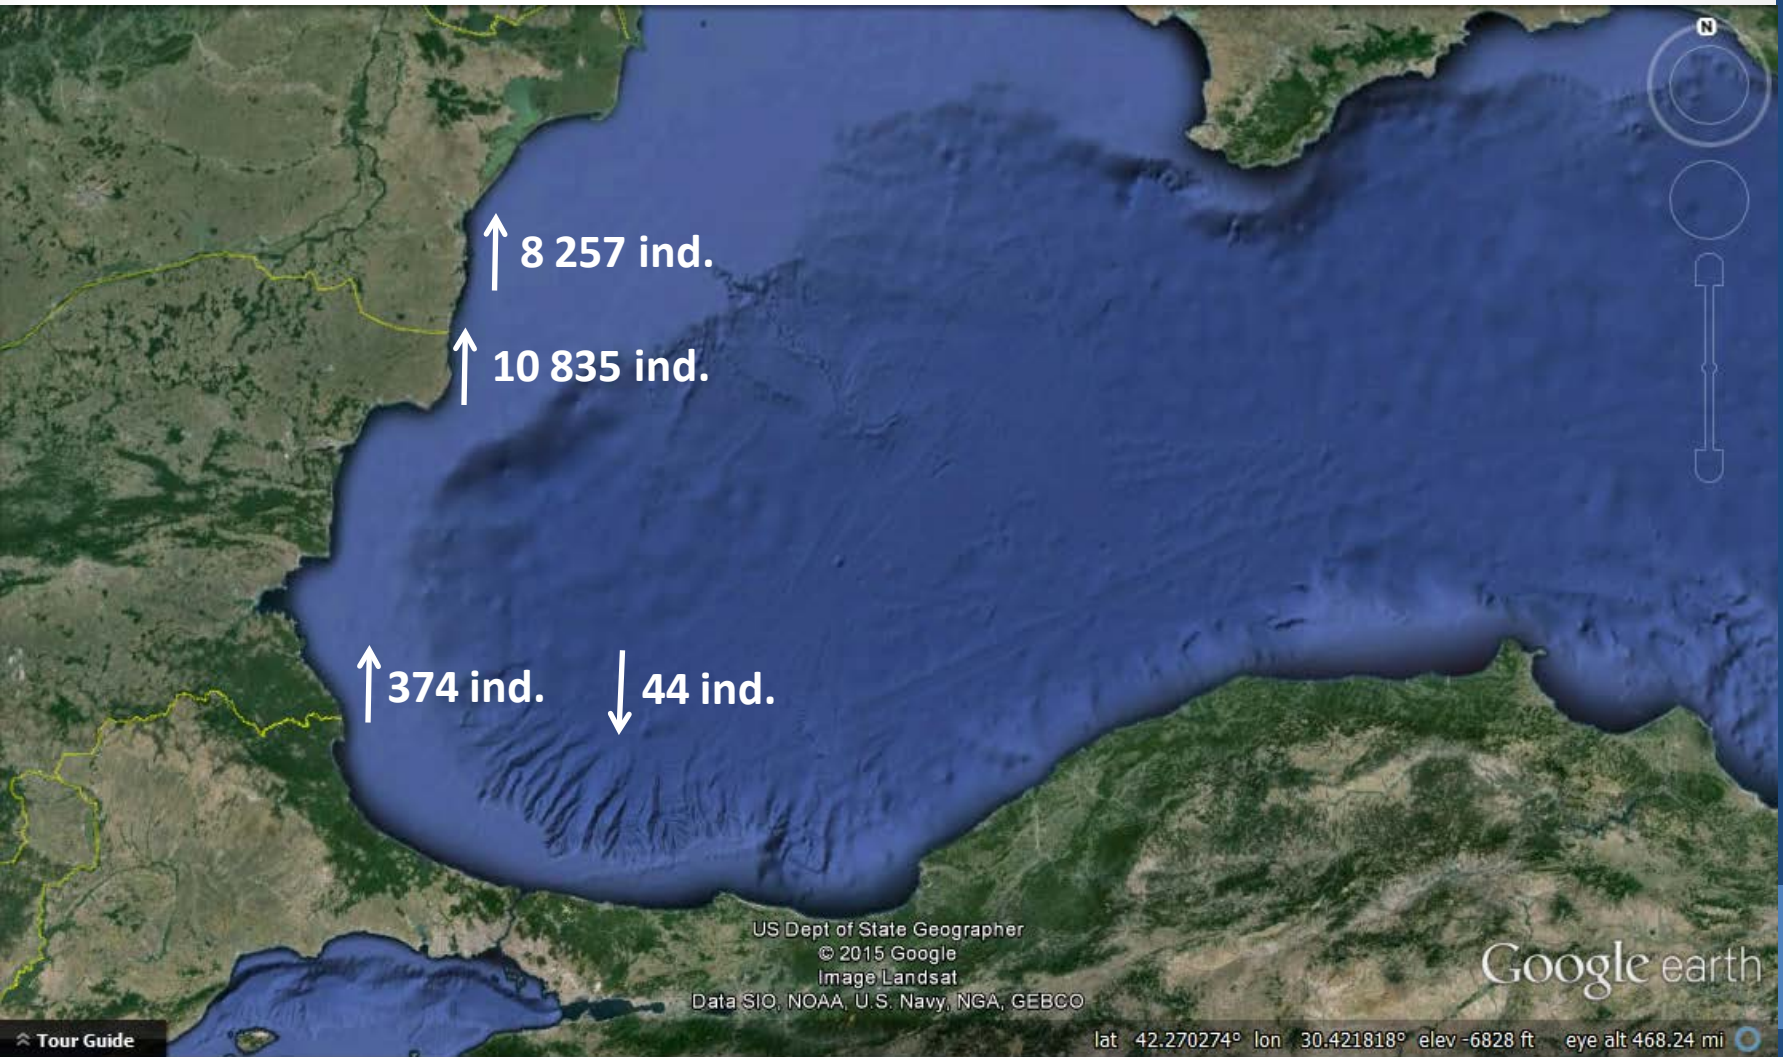 N
8 257 ind.
10 835 ind.
374 ind.
44 ind.
US Dept of State Geographer
© 2015 Google
Image Landsat
Data SIO, NOAA, U.S. Navy, NGA, GEBCO
Google earth
Tour Guide
lat 42.270274° lon 30.421818° elev -6828 ft eye alt 468.24 mi